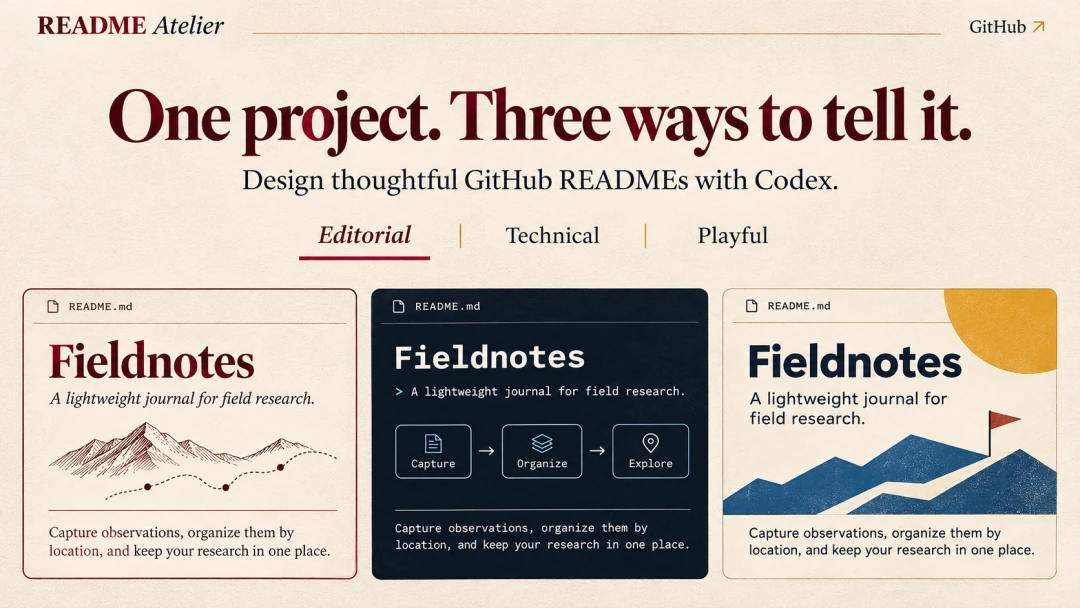 README Atelier
GitHub ↗
One project. Three ways to tell it.
Design thoughtful GitHub READMEs with Codex.
Editorial
Technical
Playful
README.md
Fieldnotes
A lightweight journal for field research.
Capture observations, organize them by
location, and keep your research in one place.
README.md
Fieldnotes
> A lightweight journal for field research.
Capture → Organize → Explore
Capture observations, organize them by
location, and keep your research in one place.
README.md
Fieldnotes
A lightweight journal for
field research.
Capture observations, organize them by
location, and keep your research in one place.